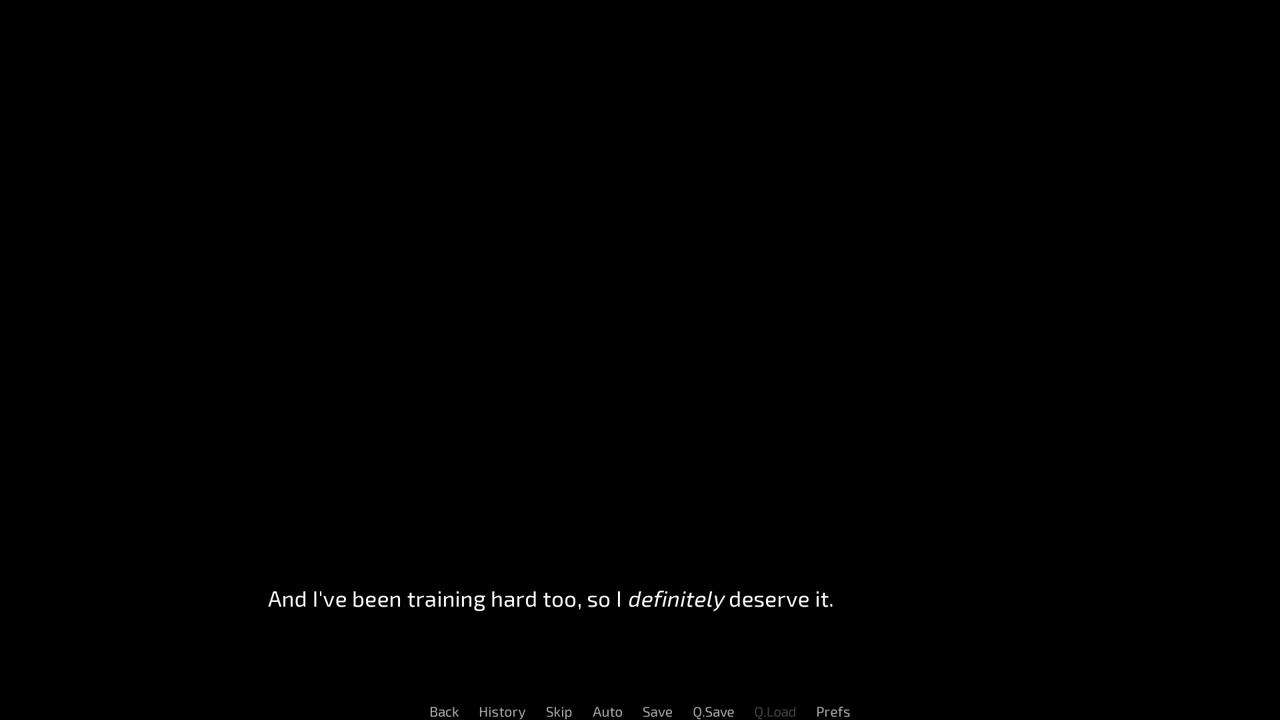 And I've been training hard too, so I definitely deserve it.
Back History Skip Auto Save Q.Save Q.Load Prefs